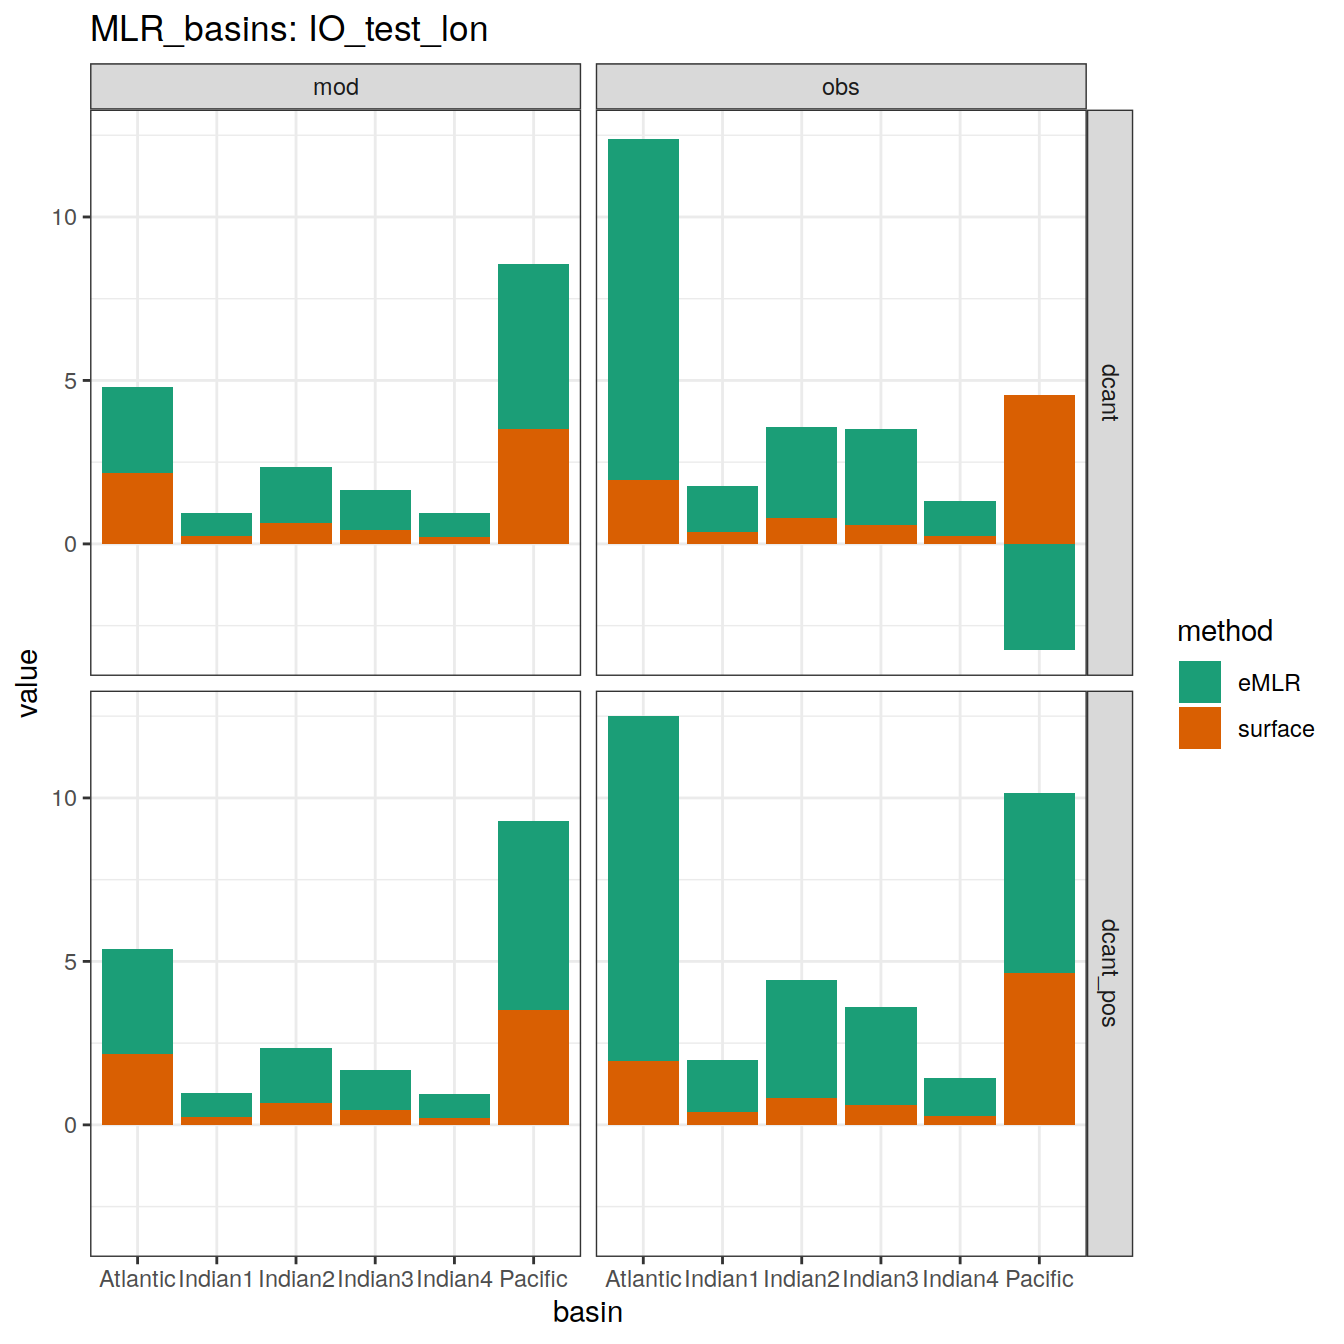 MLR_basins: IO_test_lon
mod
obs
10
5
0
dcant
10
5
0
dcant_pos
value
Atlantic Indian1 Indian2 Indian3 Indian4 Pacific
Atlantic Indian1 Indian2 Indian3 Indian4 Pacific
basin
method
eMLR
surface